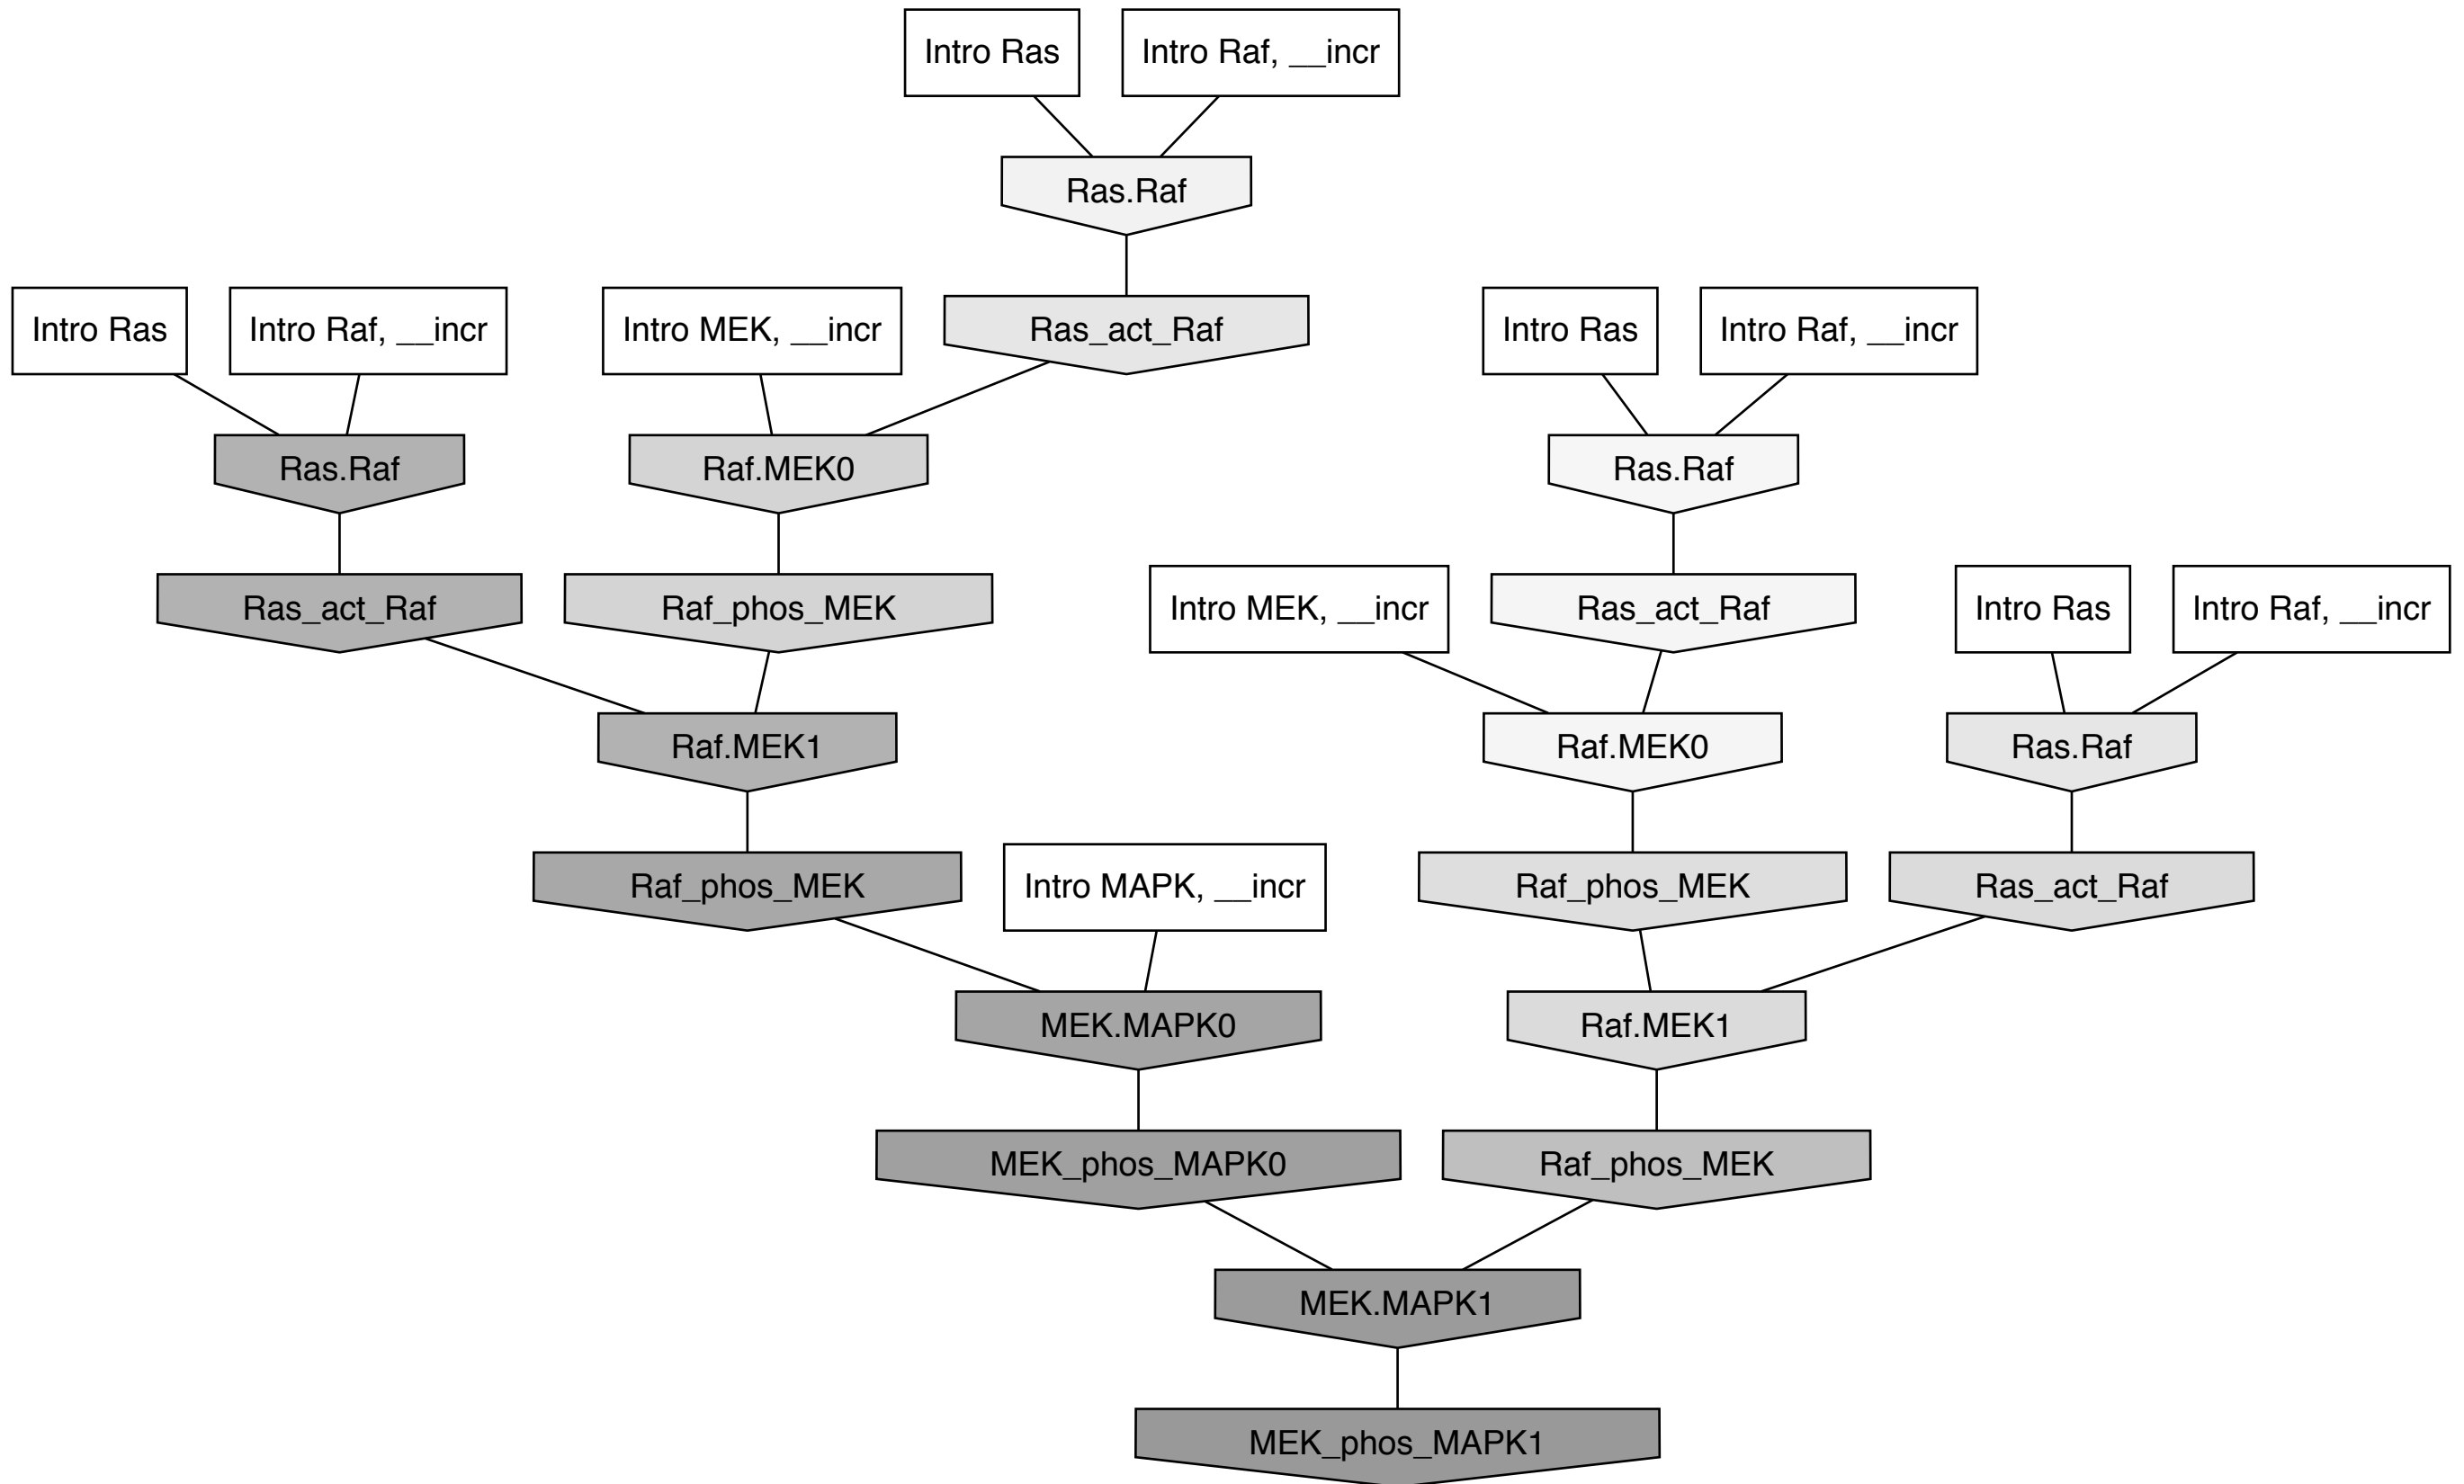 Intro Ras
Intro Raf, __incr
Ras.Raf
Intro Ras
Intro Raf, __incr
Intro MEK, __incr
Ras_act_Raf
Intro Ras
Intro Raf, __incr
Ras.Raf
Raf.MEK0
Ras.Raf
Ras_act_Raf
Raf_phos_MEK
Intro MEK, __incr
Ras_act_Raf
Intro Ras
Intro Raf, __incr
Raf.MEK1
Raf.MEK0
Ras.Raf
Raf_phos_MEK
Intro MAPK, __incr
Raf_phos_MEK
Ras_act_Raf
MEK.MAPK0
Raf.MEK1
MEK_phos_MAPK0
Raf_phos_MEK
MEK.MAPK1
MEK_phos_MAPK1